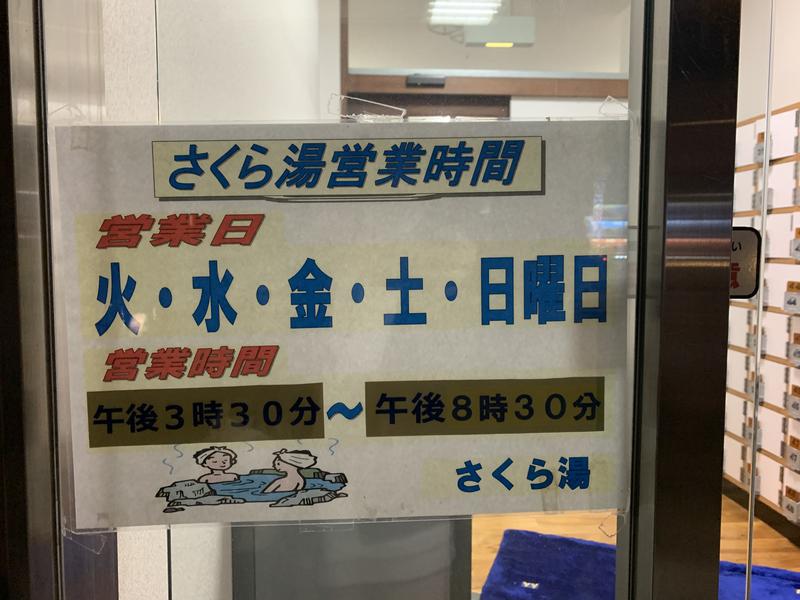 さくら湯営業時間
営業日
火・水・金・土・日曜日
営業時間
午後3時30分～午後8時30分
さくら湯